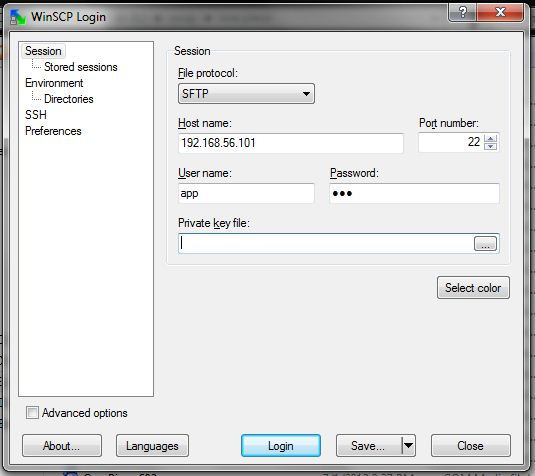 WinSCP Login
Session
Stored sessions
Environment
Directories
SSH
Preferences
Session
File protocol:
SFTP
Host name:
Port number:
192.168.56.101
22
User name:
Password:
app
●●●
Private key file:
...
Select color
Advanced options
About...
Languages
Login
Save...
Close